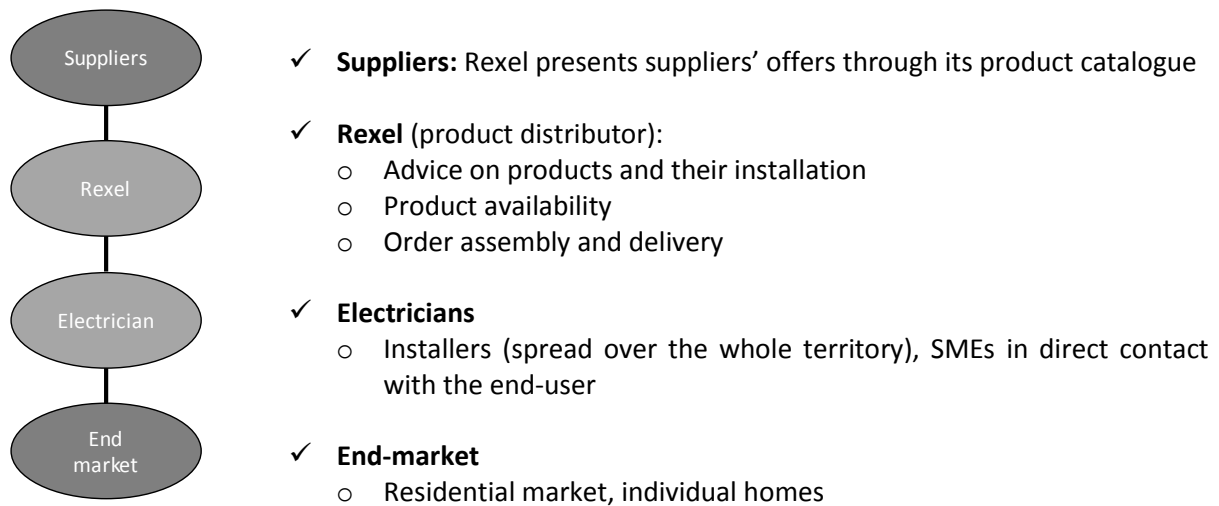 Suppliers
✓ Suppliers: Rexel presents suppliers’ offers through its product catalogue
✓ Rexel (product distributor):
o Advice on products and their installation
Rexel
o Product availability
o Order assembly and delivery
✓ Electricians
Electrician
o Installers (spread over the whole territory), SMEs in direct contact
with the end-user
End
market
✓ End-market
o Residential market, individual homes